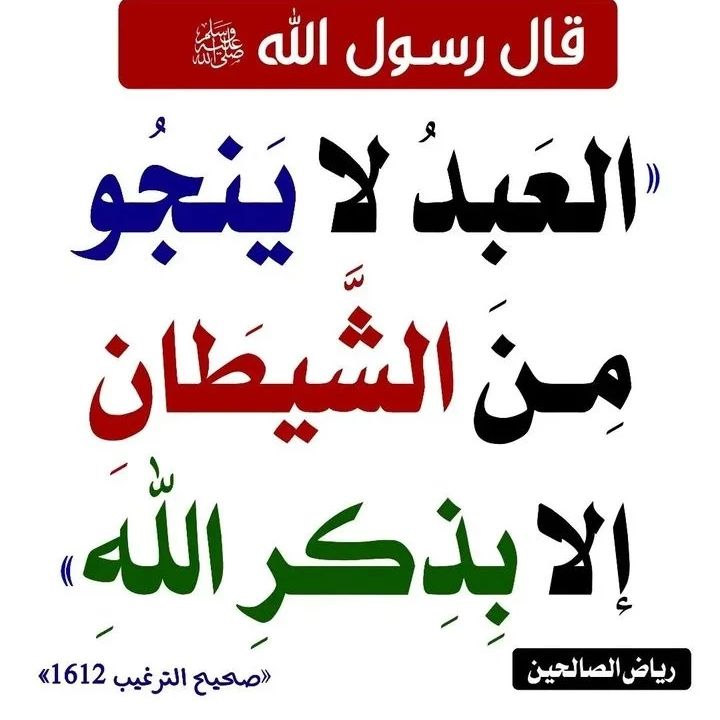 قال رسول الله ﷺ
«العَبدُ لا يَنجُو
مِنَ الشَّيطَانِ
إلا بِذِكرِ اللهِ»
رياض الصالحين
«صحيح الترغيب 1612»